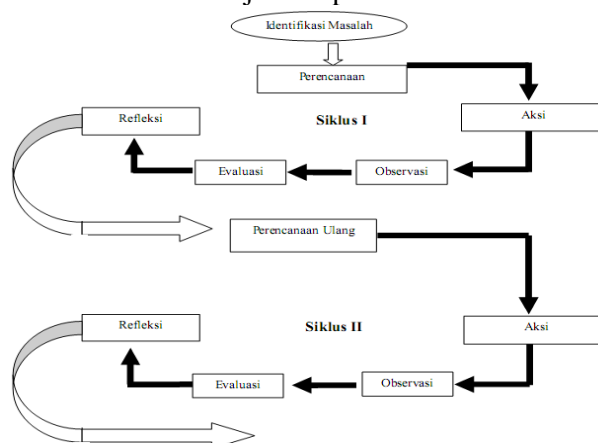 Identifikasi Masalah
Perencanaan
Refleksi
Siklus I
Aksi
Evaluasi
Observasi
Perencanaan Ulang
Refleksi
Siklus II
Aksi
Evaluasi
Observasi